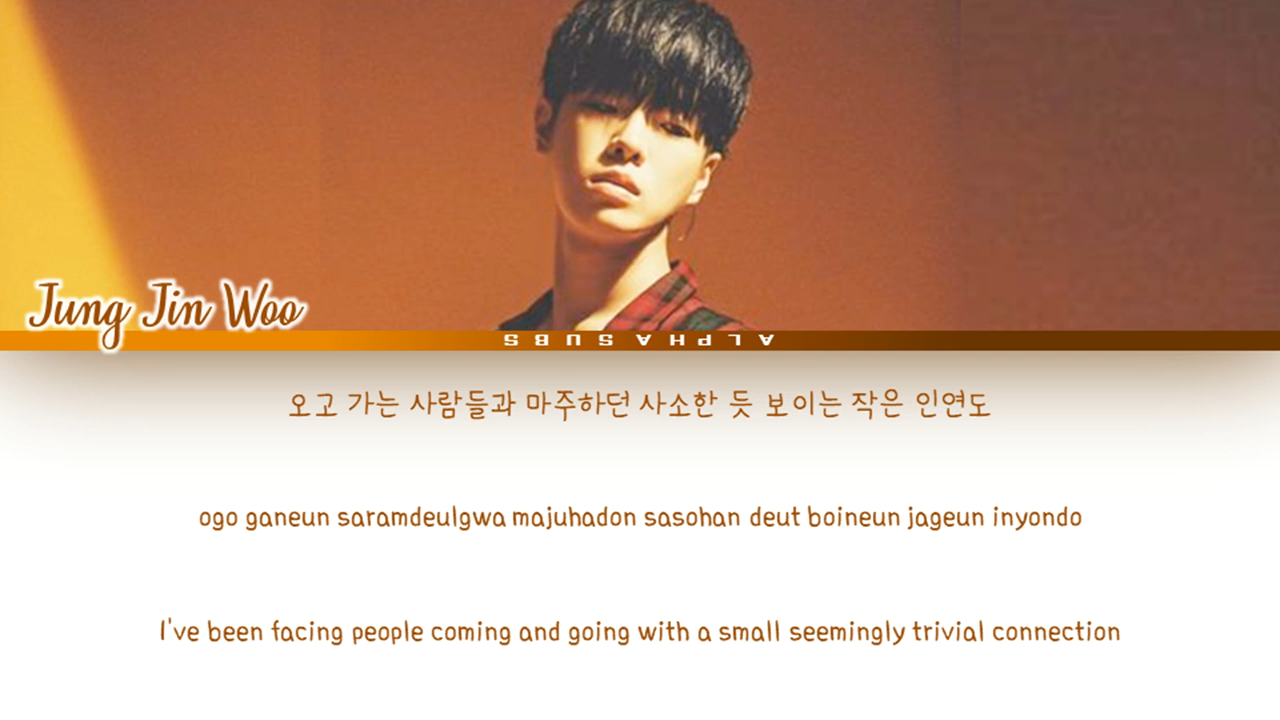 Jung Jin Woo
ALPHASUBS
오고 가는 사람들과 마주하던 사소한 듯 보이는 작은 인연도
ogo ganeun saramdeulgwa majuhadon sasohan deut boineun jageun inyondo
I've been facing people coming and going with a small seemingly trivial connection